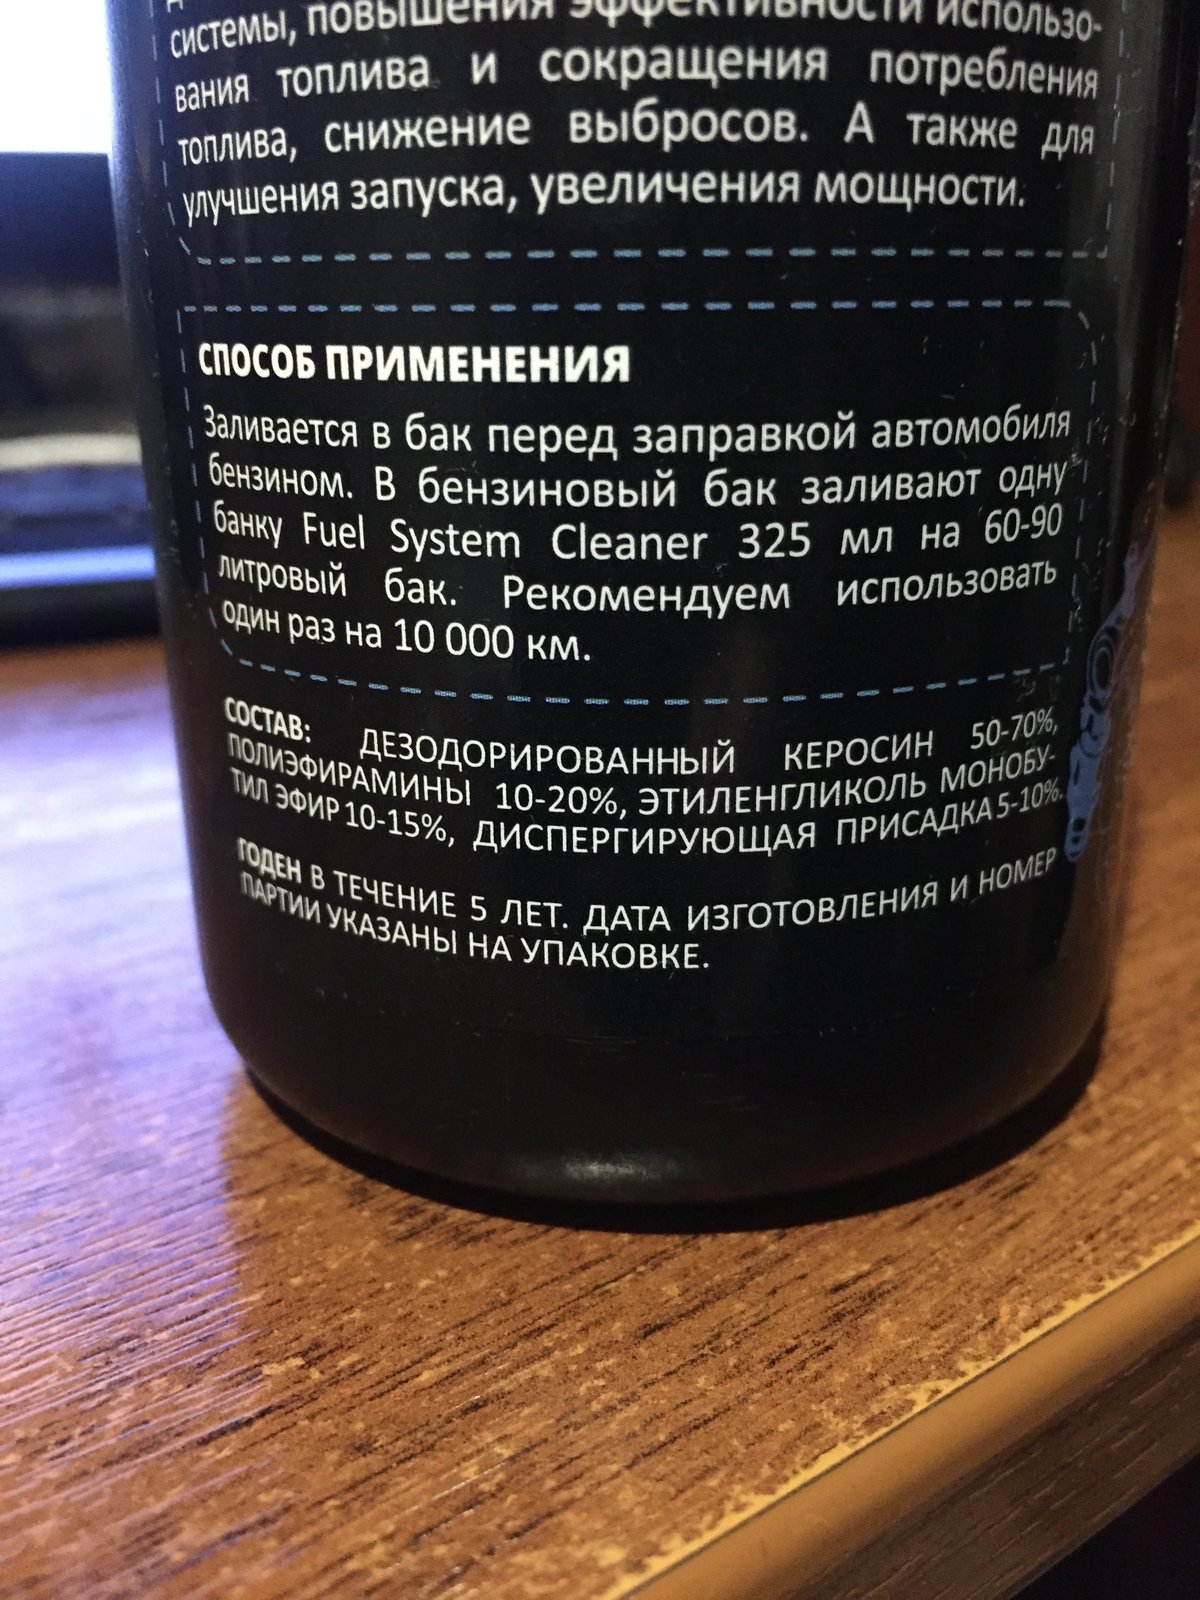 системы, повышения эффективности использо-
вания топлива и сокращения потребления
топлива, снижение выбросов. А также для
улучшения запуска, увеличения мощности.
СПОСОБ ПРИМЕНЕНИЯ
Заливается в бак перед заправкой автомобиля
бензином. В бензиновый бак заливают одну
банку Fuel System Cleaner 325 мл на 60-90
литровый бак. Рекомендуем использовать
один раз на 10 000 км.
СОСТАВ: ДЕЗОДОРИРОВАННЫЙ КЕРОСИН 50-70%,
ПОЛИЭФИРАМИНЫ 10-20%, ЭТИЛЕНГЛИКОЛЬ МОНОБУ-
ТИЛ ЭФИР 10-15%, ДИСПЕРГИРУЮЩАЯ ПРИСАДКА 5-10%.
ГОДЕН В ТЕЧЕНИЕ 5 ЛЕТ. ДАТА ИЗГОТОВЛЕНИЯ И НОМЕР
ПАРТИИ УКАЗАНЫ НА УПАКОВКЕ.